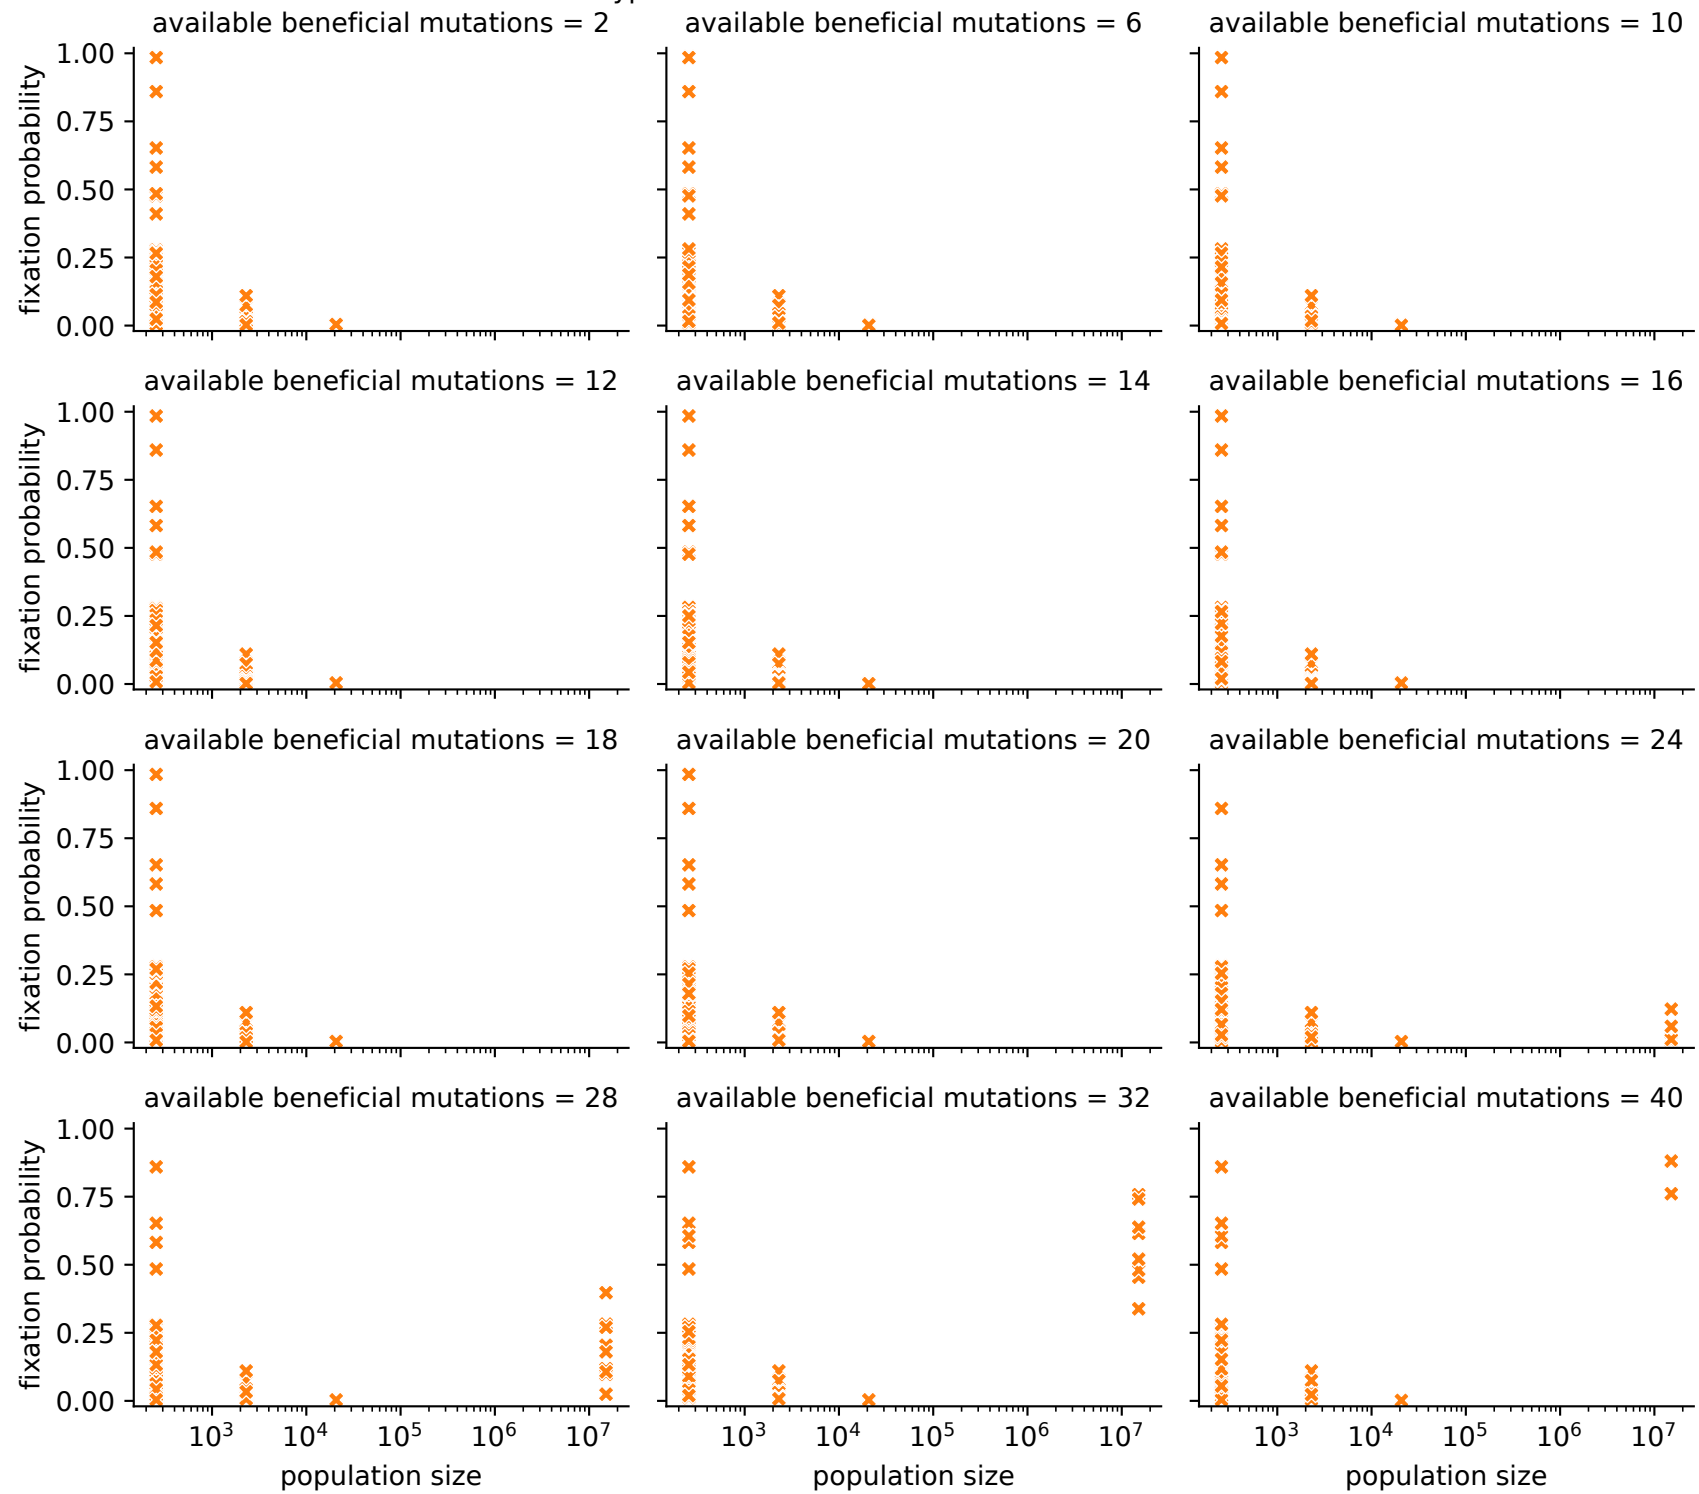 available beneficial mutations = 2
available beneficial mutations = 6
available beneficial mutations = 10
fixation probability
1.00
0.75
0.50
0.25
0.00
available beneficial mutations = 12
available beneficial mutations = 14
available beneficial mutations = 16
fixation probability
1.00
0.75
0.50
0.25
0.00
available beneficial mutations = 18
available beneficial mutations = 20
available beneficial mutations = 24
fixation probability
1.00
0.75
0.50
0.25
0.00
available beneficial mutations = 28
available beneficial mutations = 32
available beneficial mutations = 40
fixation probability
1.00
0.75
0.50
0.25
0.00
10³ 10⁴ 10⁵ 10⁶ 10⁷
population size
10³ 10⁴ 10⁵ 10⁶ 10⁷
population size
10³ 10⁴ 10⁵ 10⁶ 10⁷
population size